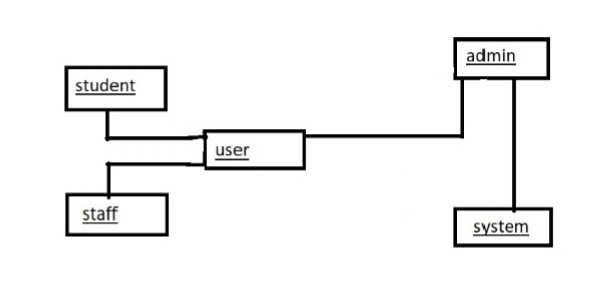 admin
student
user
staff
system